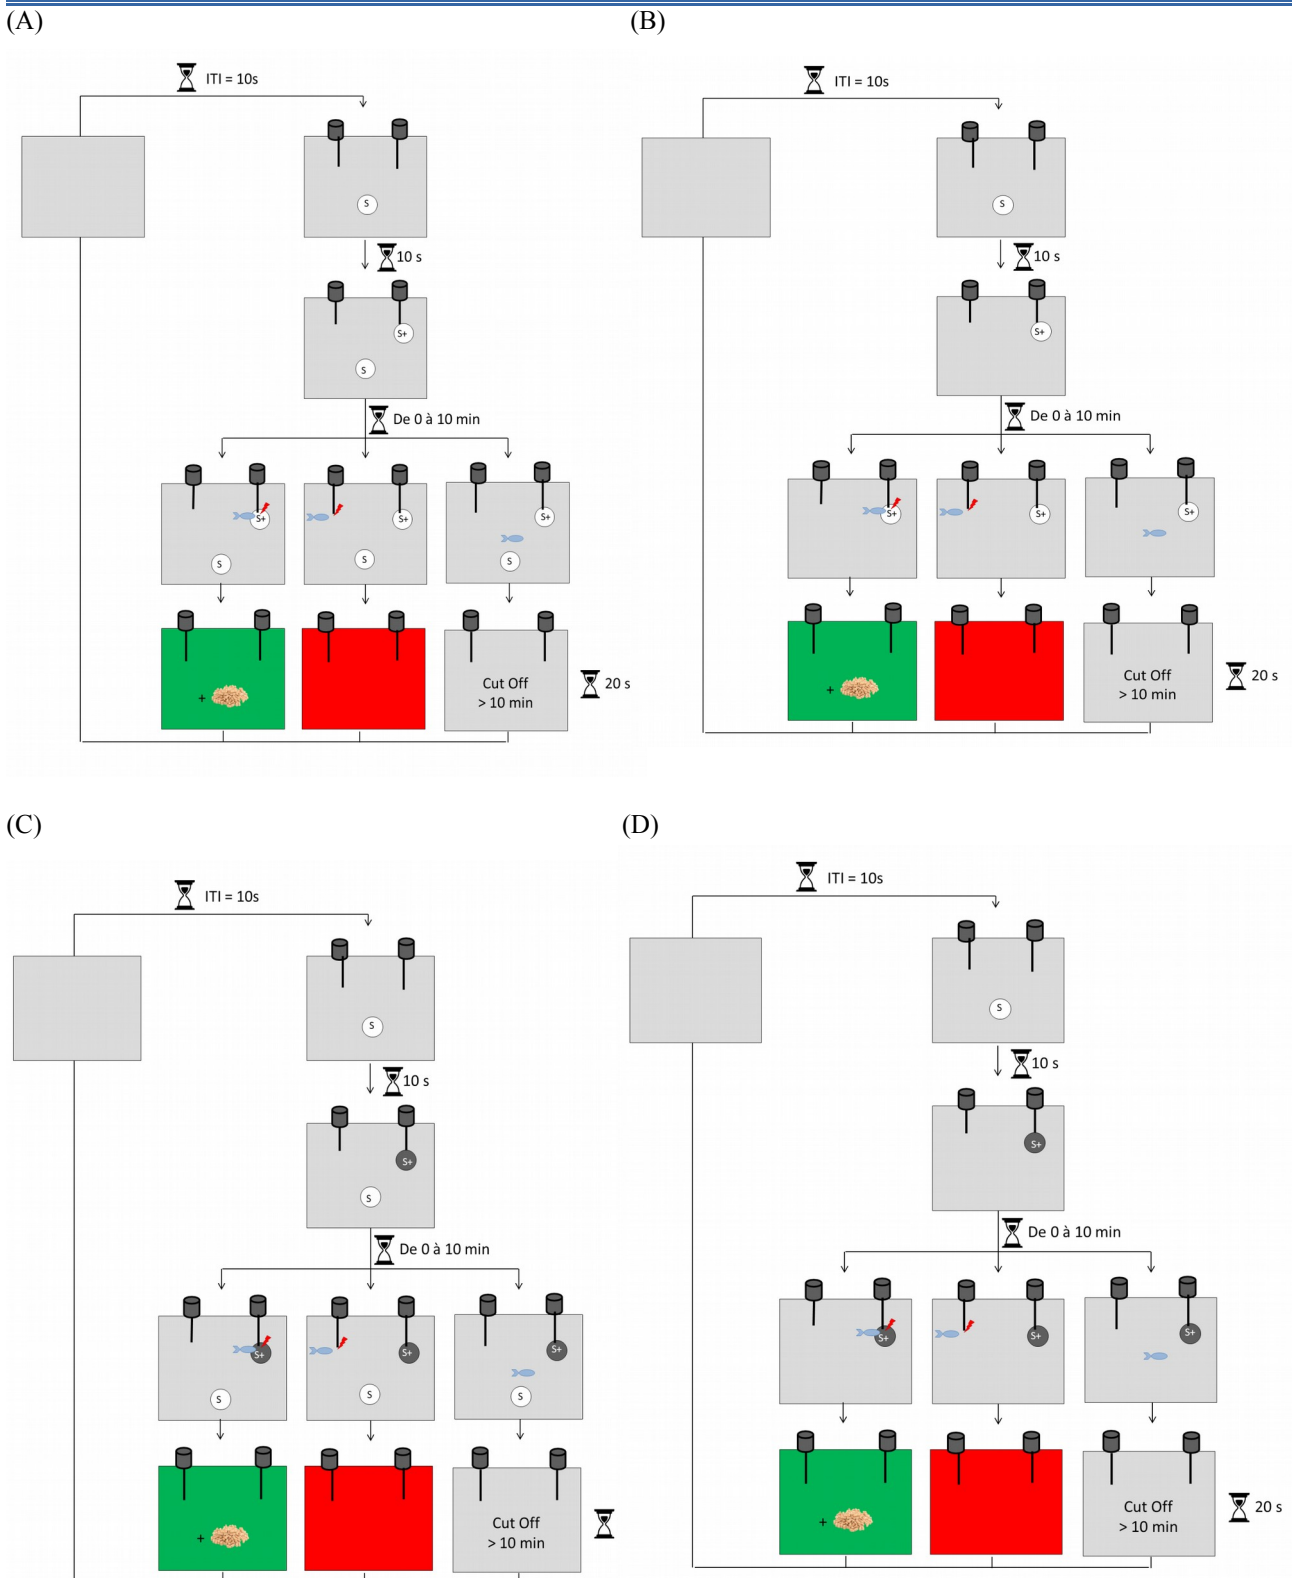 (A)
ITI = 10s
S
10 s
S+
S
De 0 à 10 min
S+
S
S+
S
S+
S
+
Cut Off
> 10 min
20 s
(B)
ITI = 10s
S
10 s
S+
De 0 à 10 min
S+
S+
S+
+
Cut Off
> 10 min
20 s
(C)
ITI = 10s
S
10 s
S+
S
De 0 à 10 min
S+
S
S+
S
S+
S
+
Cut Off
> 10 min
(D)
ITI = 10s
S
10 s
S+
De 0 à 10 min
S+
S+
S+
+
Cut Off
> 10 min
20 s